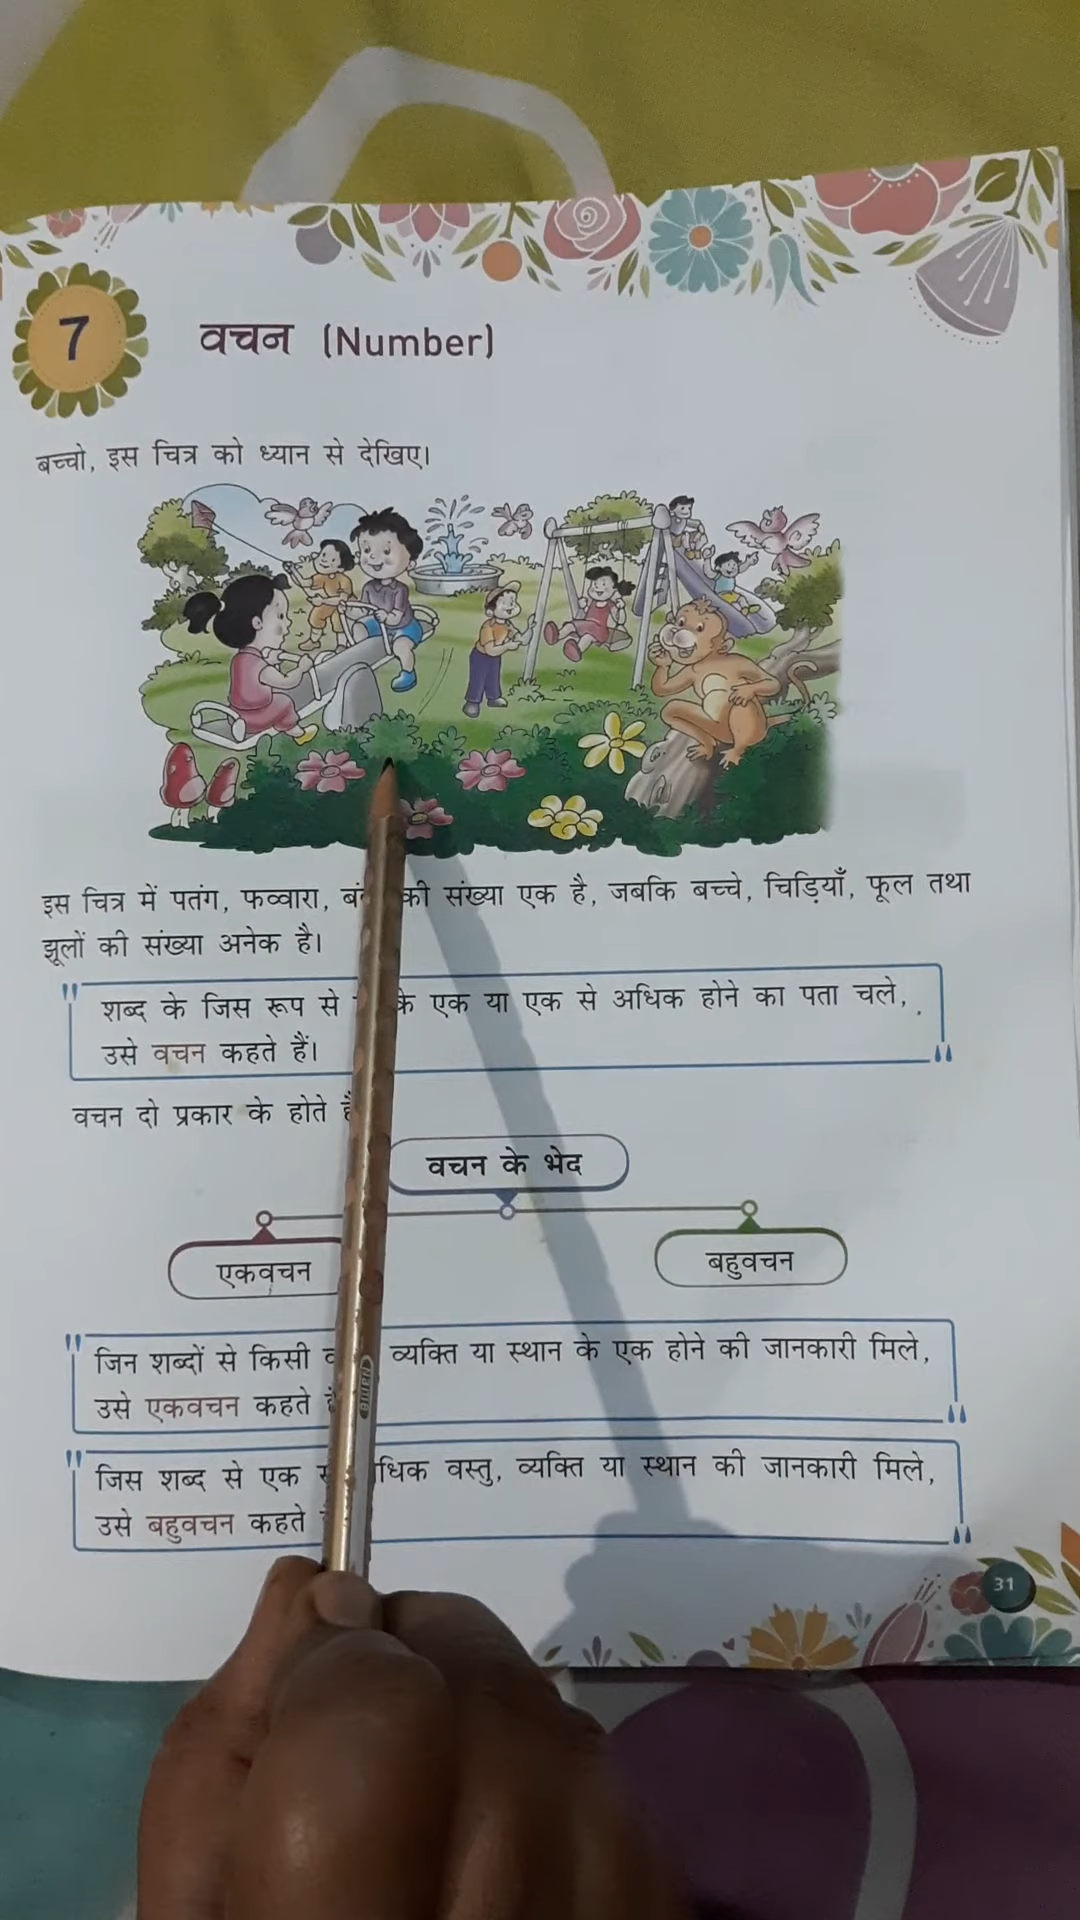 7
वचन (Number)
बच्चो, इस चित्र को ध्यान से देखिए।
इस चित्र में पतंग, फव्वारा, की संख्या एक है, जबकि बच्चे, चिड़ियाँ, फूल तथा
झूलों की संख्या अनेक है।
शब्द के जिस रूप से के एक या एक से अधिक होने का पता चले,
उसे वचन कहते हैं।
वचन दो प्रकार के होते
वचन के भेद
एकवचन
बहुवचन
जिन शब्दों से किसी व्यक्ति या स्थान के एक होने की जानकारी मिले,
उसे एकवचन कहते
जिस शब्द से एक वस्तु, व्यक्ति या स्थान की जानकारी मिले,
उसे बहुवचन कहते
31